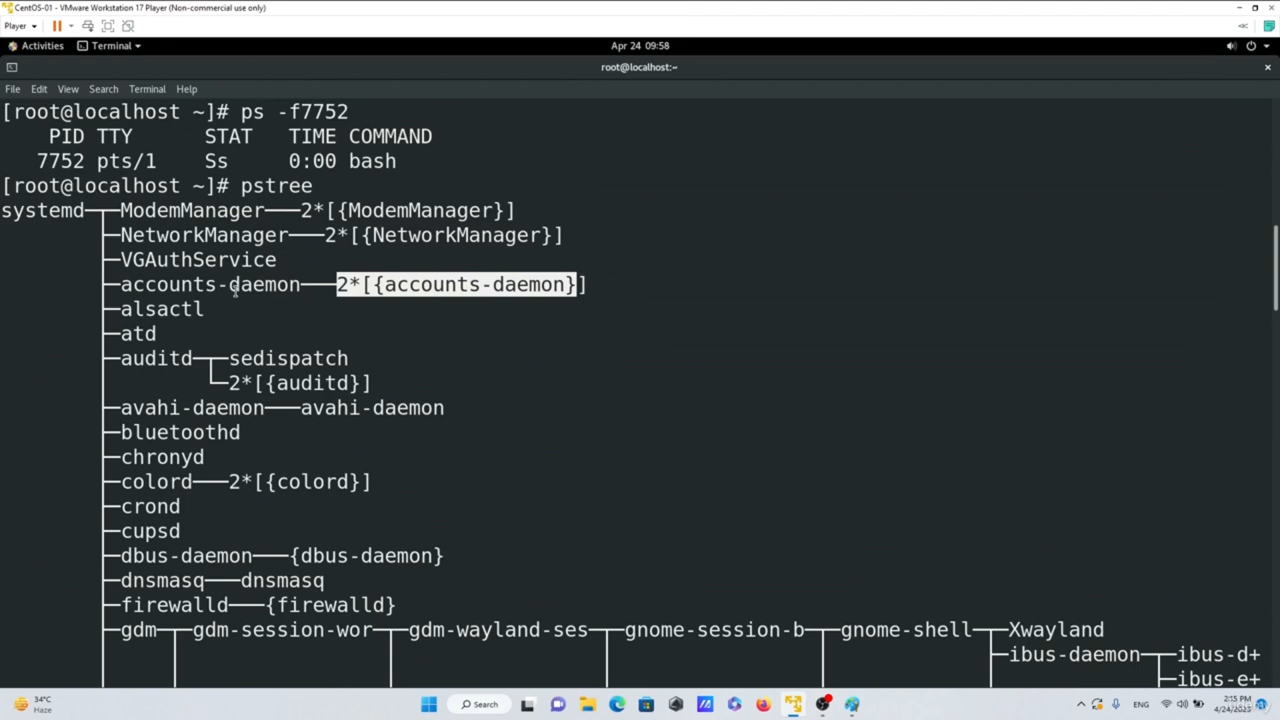 CentOS-01 - VMware Workstation 17 Player (Non-commercial use only)
Player
Activities Terminal Apr 24 09:58
root@localhost:~
File Edit View Search Terminal Help
[root@localhost ~]# ps -f7752
PID TTY STAT TIME COMMAND
7752 pts/1 Ss 0:00 bash
[root@localhost ~]# pstree
systemd─┬─ModemManager───2*[{ModemManager}]
├─NetworkManager───2*[{NetworkManager}]
├─VGAuthService
├─accounts-daemon───2*[{accounts-daemon}]
├─alsactl
├─atd
├─auditd─┬─sedispatch
└─2*[{auditd}]
├─avahi-daemon───avahi-daemon
├─bluetoothd
├─chronyd
├─colord───2*[{colord}]
├─crond
├─cupsd
├─dbus-daemon───{dbus-daemon}
├─dnsmasq───dnsmasq
├─firewalld───{firewalld}
├─gdm─┬─gdm-session-wor─┬─gdm-wayland-ses─┬─gnome-session-b─┬─gnome-shell─┬─Xwayland
├─ibus-daemon─┬─ibus-d+
├─ibus-e+
34°C
Haze
Search
ENG
2:15 PM
4/24/2023